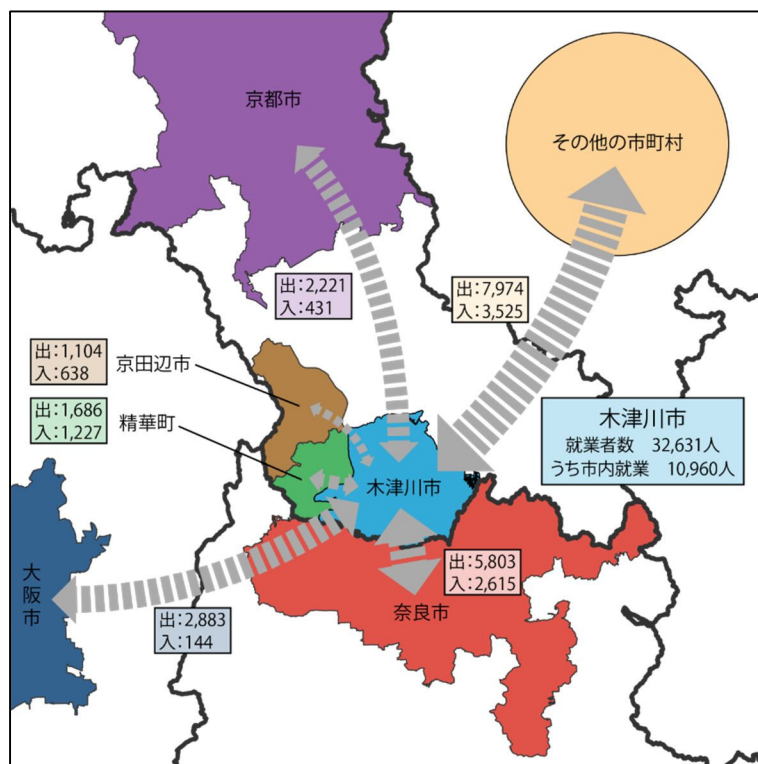 京都市
その他の市町村
出：2,221
入：431
出：7,974
入：3,525
出：1,104
入：638
京田辺市
出：1,686
入：1,227
精華町
木津川市
就業者数　32,631人
うち市内就業　10,960人
木津川市
大阪市
出：5,803
入：2,615
奈良市
出：2,883
入：144